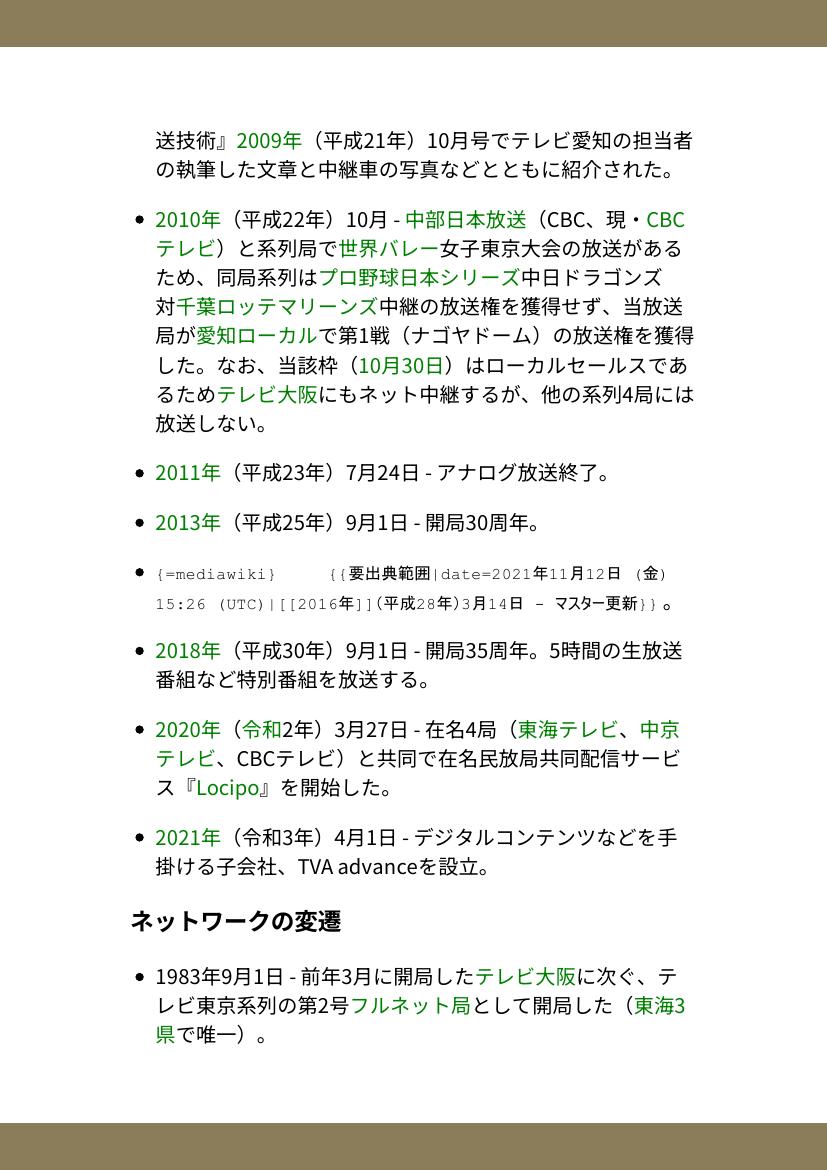 送技術』2009年（平成21年）10月号でテレビ愛知の担当者
の執筆した文章と中継車の写真などとともに紹介された。
• 2010年（平成22年）10月 - 中部日本放送（CBC、現・CBC
テレビ）と系列局で世界バレー女子東京大会の放送がある
ため、同局系列はプロ野球日本シリーズ中日ドラゴンズ
対千葉ロッテマリーンズ中継の放送権を獲得せず、当放送
局が愛知ローカルで第1戦（ナゴヤドーム）の放送権を獲得
した。なお、当該枠（10月30日）はローカルセールスであ
るためテレビ大阪にもネット中継するが、他の系列4局には
放送しない。
• 2011年（平成23年）7月24日 - アナログ放送終了。
• 2013年（平成25年）9月1日 - 開局30周年。
• {=mediawiki} {{要出典範囲|date=2021年11月12日 (金)
15:26 (UTC)|[[2016年]](平成28年)3月14日 - マスター更新}}。
• 2018年（平成30年）9月1日 - 開局35周年。5時間の生放送
番組など特別番組を放送する。
• 2020年（令和2年）3月27日 - 在名4局（東海テレビ、中京
テレビ、CBCテレビ）と共同で在名民放局共同配信サービ
ス『Locipo』を開始した。
• 2021年（令和3年）4月1日 - デジタルコンテンツなどを手
掛ける子会社、TVA advanceを設立。
ネットワークの変遷
• 1983年9月1日 - 前年3月に開局したテレビ大阪に次ぐ、テ
レビ東京系列の第2号フルネット局として開局した（東海3
県で唯一）。